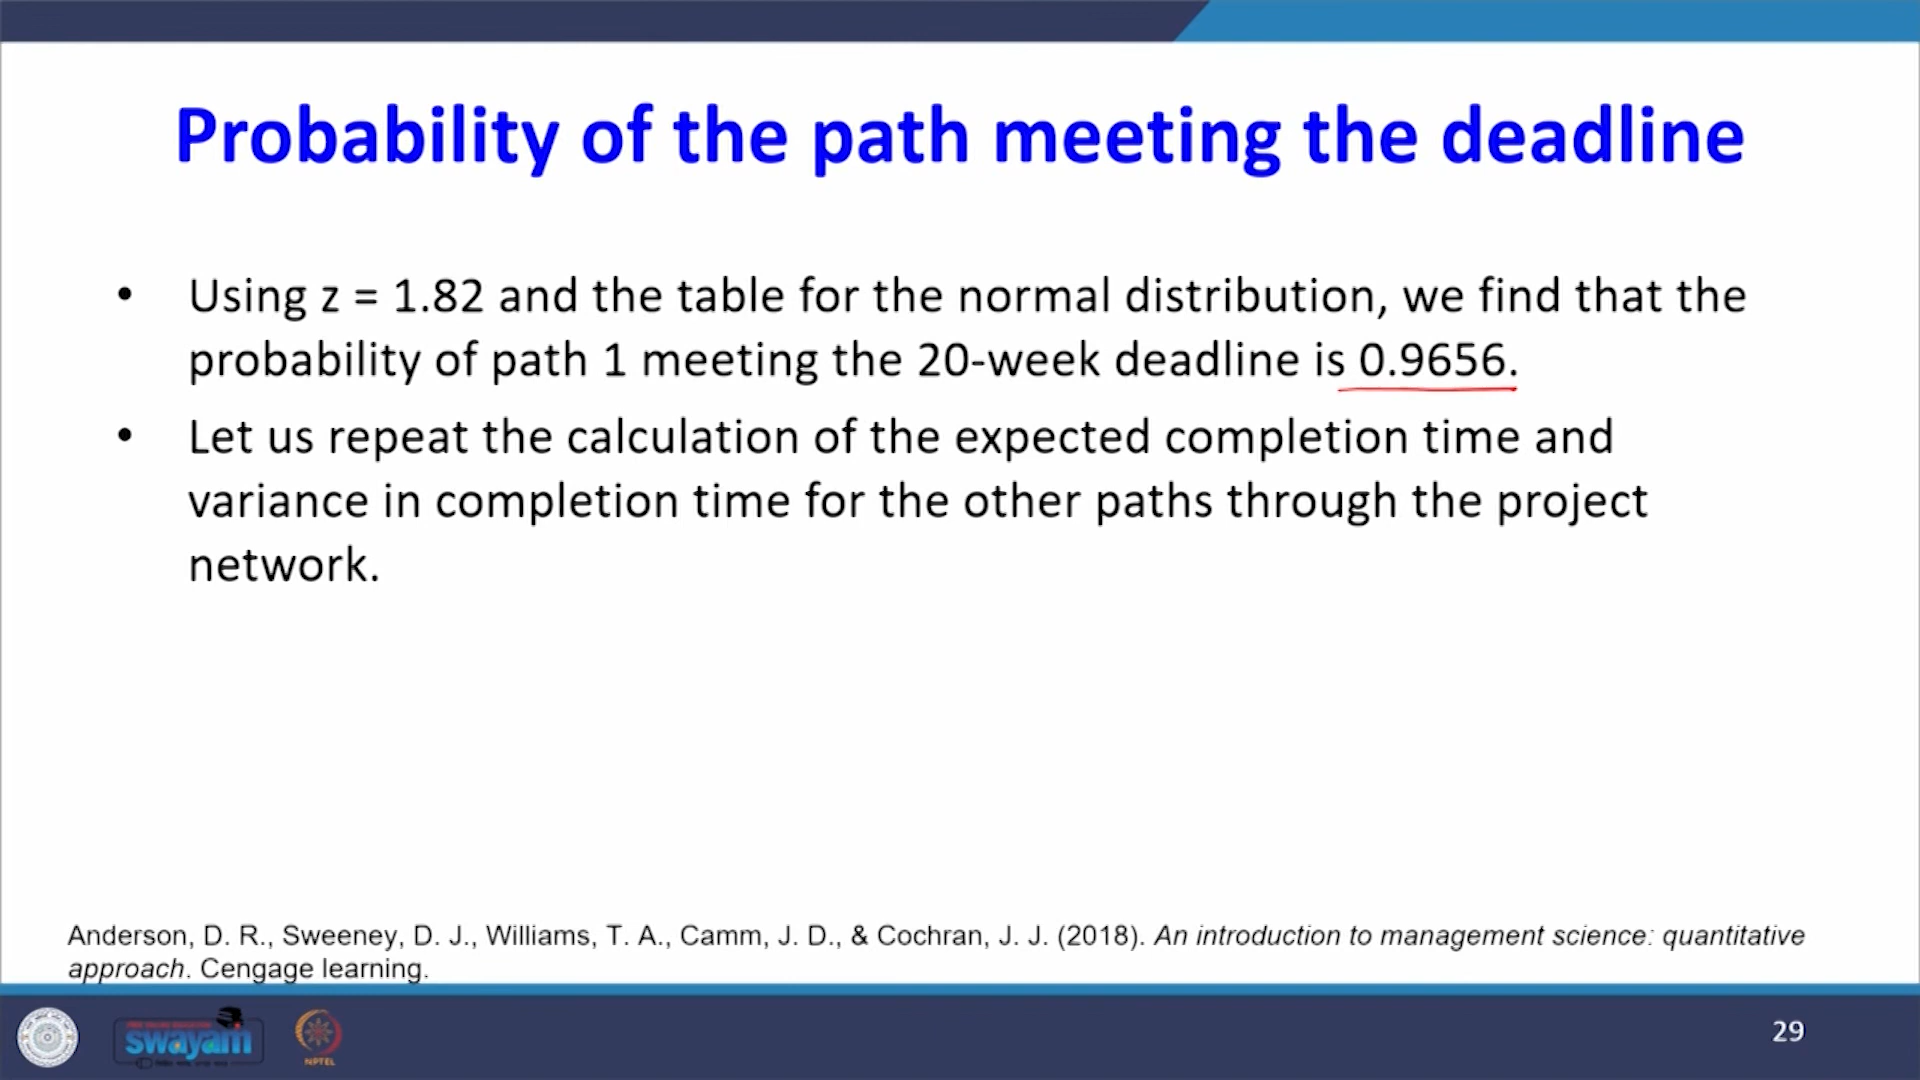 Probability of the path meeting the deadline
• Using z = 1.82 and the table for the normal distribution, we find that the
probability of path 1 meeting the 20-week deadline is 0.9656.
• Let us repeat the calculation of the expected completion time and
variance in completion time for the other paths through the project
network.
Anderson, D. R., Sweeney, D. J., Williams, T. A., Camm, J. D., & Cochran, J. J. (2018). An introduction to management science: quantitative
approach. Cengage learning.
swayam
NPTEL
29